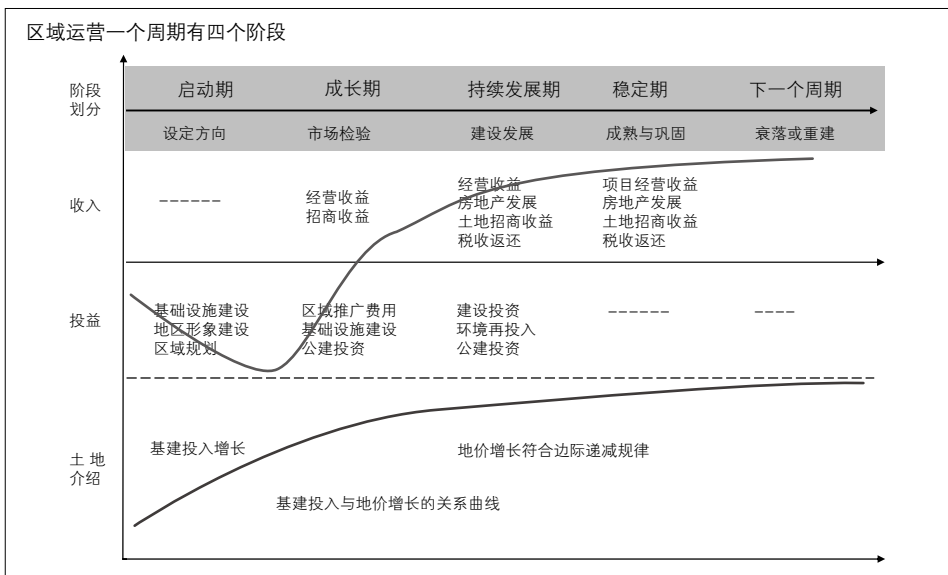 区域运营一个周期有四个阶段
阶段
划分
启动期
成长期
持续发展期
稳定期
下一个周期
设定方向
市场检验
建设发展
成熟与巩固
衰落或重建
收入
------
经营收益
招商收益
经营收益
房地产发展
土地招商收益
税收返还
项目经营收益
房地产发展
土地招商收益
税收返还
投益
基础设施建设
地区形象建设
区域规划
区域推广费用
基础设施建设
公建投资
建设投资
环境再投入
公建投资
------
----
土 地
介绍
基建投入增长
地价增长符合边际递减规律
基建投入与地价增长的关系曲线